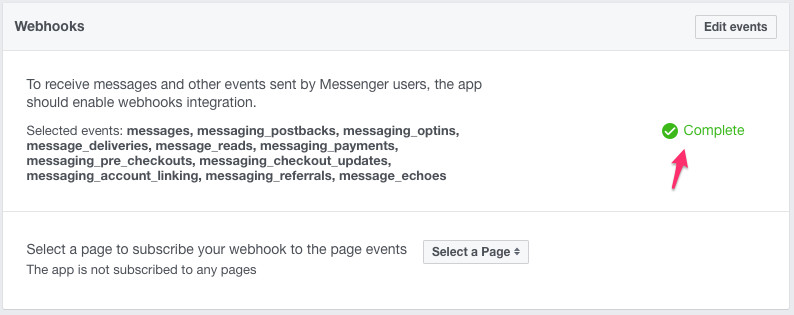 Webhooks
Edit events
To receive messages and other events sent by Messenger users, the app
should enable webhooks integration.
Selected events: messages, messaging_postbacks, messaging_optins,
message_deliveries, message_reads, messaging_payments,
messaging_pre_checkouts, messaging_checkout_updates,
messaging_account_linking, messaging_referrals, message_echoes
Complete
Select a page to subscribe your webhook to the page events
Select a Page
The app is not subscribed to any pages